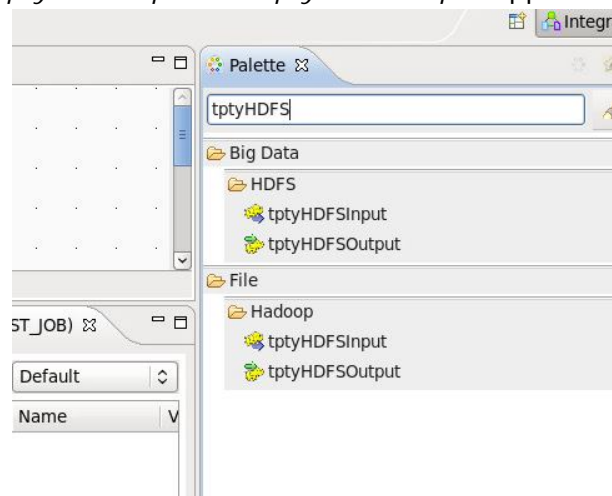 Integr
Palette
tptyHDFS
Big Data
HDFS
tptyHDFSInput
tptyHDFSOutput
File
Hadoop
tptyHDFSInput
tptyHDFSOutput
ST_JOB)
Default
Name
V